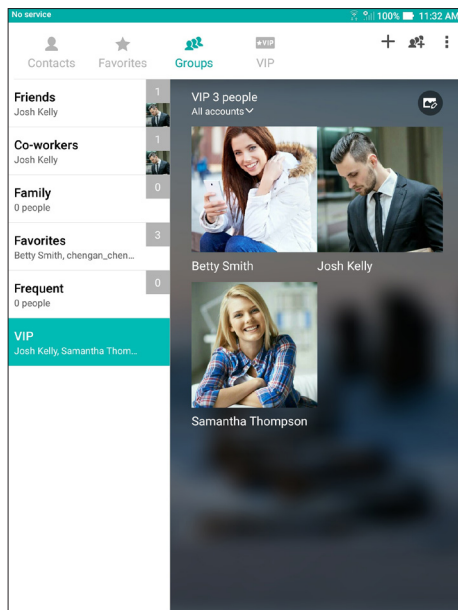 No service
100%
11:32 AM
Contacts
Favorites
Groups
VIP
VIP
Friends
1
Josh Kelly
Co-workers
1
Josh Kelly
Family
0
0 people
Favorites
3
Betty Smith, chengan_chen...
Frequent
0
0 people
VIP
Josh Kelly, Samantha Thom...
VIP 3 people
All accounts
Betty Smith
Josh Kelly
Samantha Thompson